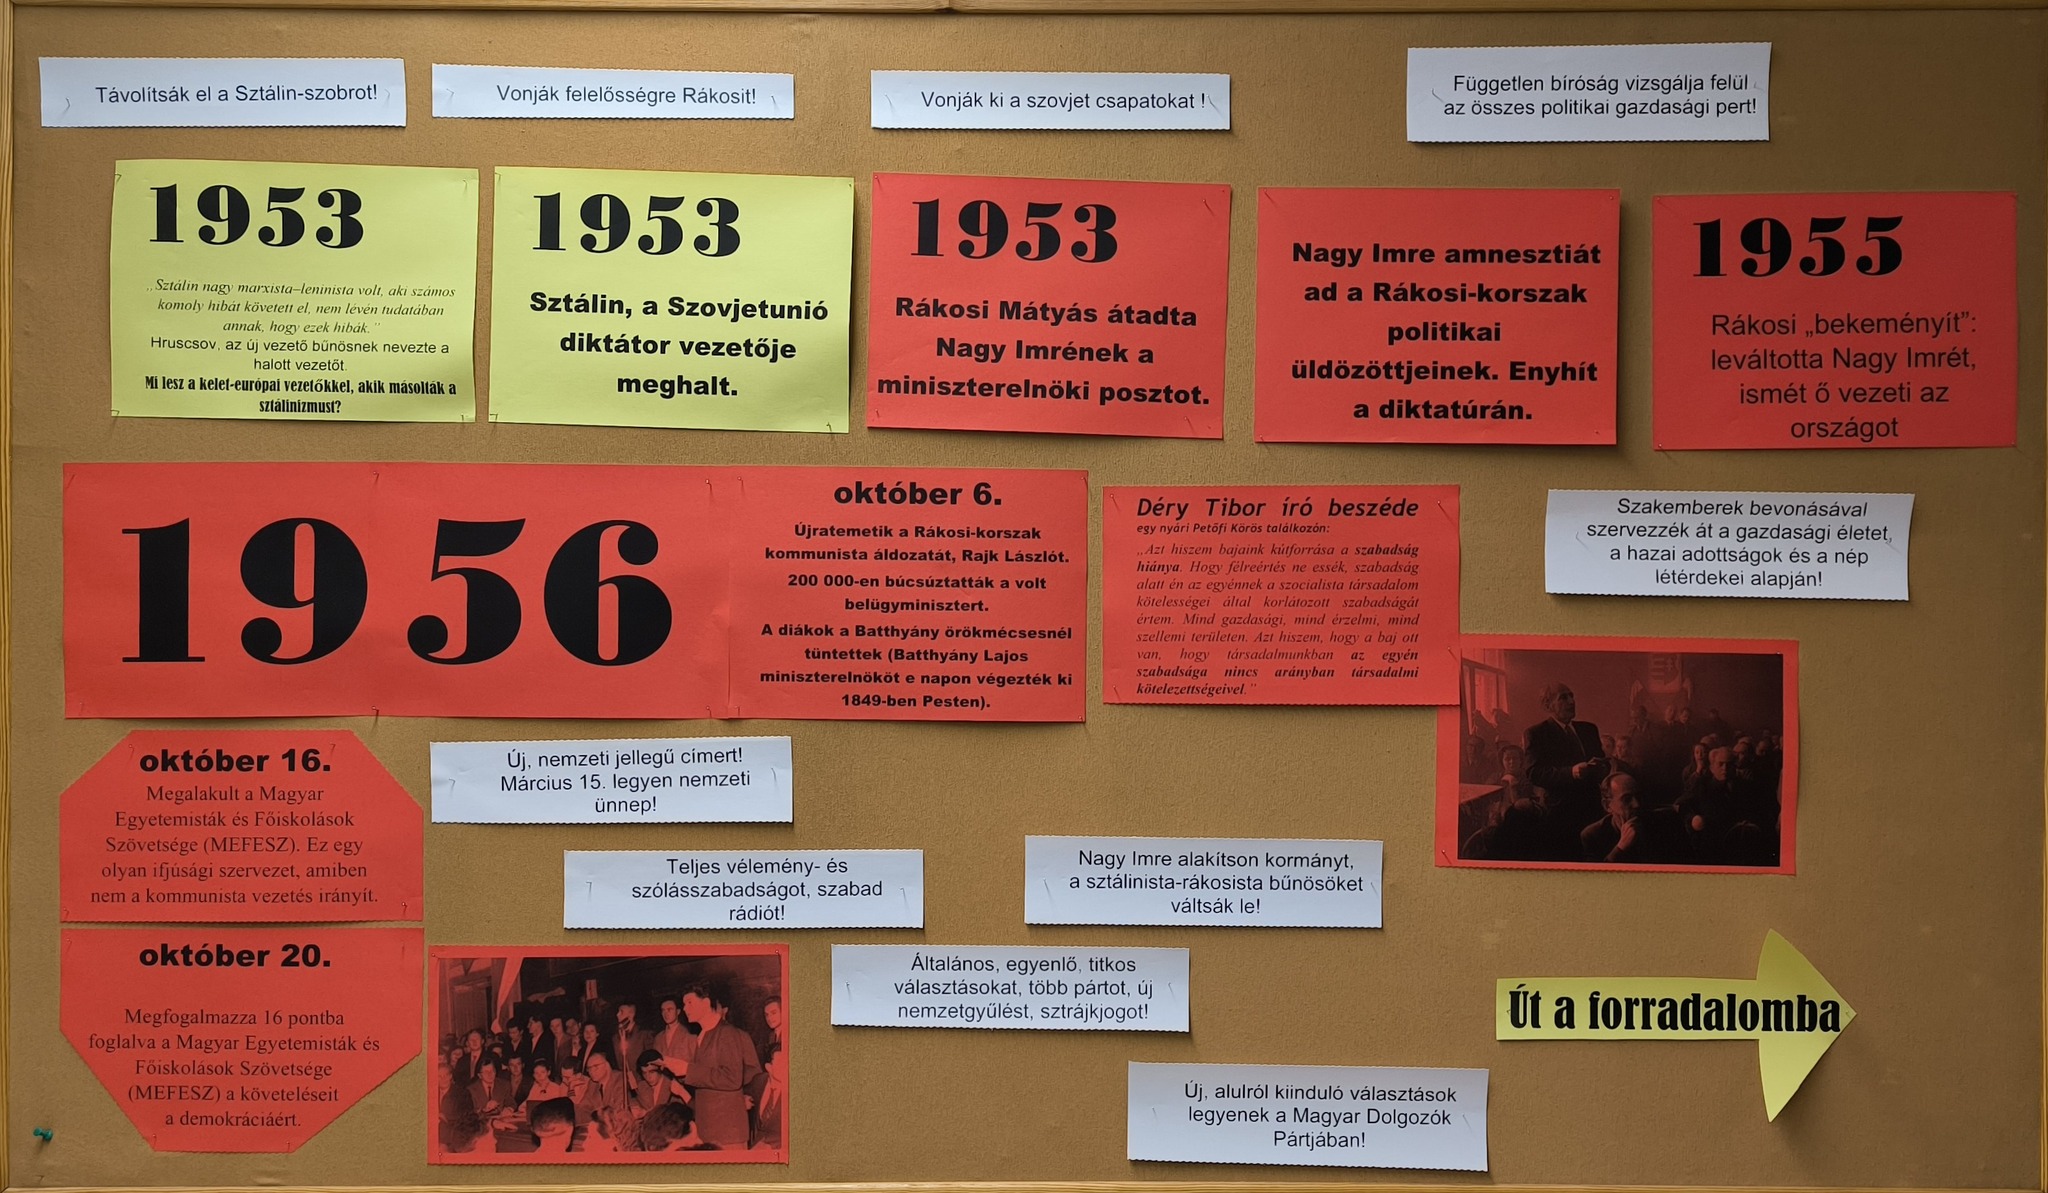 Távolítsák el a Sztálin-szobrot!
Vonják felelősségre Rákosit!
Vonják ki a szovjet csapatokat !
Független bíróság vizsgálja felül
az összes politikai gazdasági pert!
1953
„Sztálin nagy marxista–leninista volt, aki számos
komoly hibát követett el, nem lévén tudatában
annak, hogy ezek hibák.”
Hruscsov, az új vezető bűnösnek nevezte a
halott vezetőt.
Mi lesz a kelet-európai vezetőkkel, akik másolták a
sztálinizmust?
1953
Sztálin, a Szovjetunió
diktátor vezetője
meghalt.
1953
Rákosi Mátyás átadta
Nagy Imrének a
miniszterelnöki posztot.
Nagy Imre amnesztiát
ad a Rákosi-korszak
politikai
üldözöttjeinek. Enyhít
a diktatúrán.
1955
Rákosi „bekeményít”:
leváltotta Nagy Imrét,
ismét ő vezeti az
országot
1956
október 6.
Újratemetik a Rákosi-korszak
kommunista áldozatát, Rajk Lászlót.
200 000-en búcsúztatták a volt
belügyminisztert.
A diákok a Batthyány örökmécsesnél
tüntettek (Batthyány Lajos
miniszterelnököt e napon végezték ki
1849-ben Pesten).
Déry Tibor író beszéde
egy nyári Petőfi Körös találkozón:
„Azt hiszem bajaink kútforrása a szabadság
hiánya. Hogy félreértés ne essék, szabadság
alatt én az egyénnek a szocialista társadalom
kötelességei által korlátozott szabadságát
értem. Mind gazdasági, mind érzelmi, mind
szellemi területen. Azt hiszem, hogy a baj ott
van, hogy társadalmunkban az egyén
szabadsága nincs arányban társadalmi
kötelezettségeivel.”
Szakemberek bevonásával
szervezzék át a gazdasági életet,
a hazai adottságok és a nép
létérdekei alapján!
október 16.
Megalakult a Magyar
Egyetemisták és Főiskolások
Szövetsége (MEFESZ). Ez egy
olyan ifjúsági szervezet, amiben
nem a kommunista vezetés irányít.
Új, nemzeti jellegű címert!
Március 15. legyen nemzeti
ünnep!
Teljes vélemény- és
szólásszabadságot, szabad
rádiót!
Nagy Imre alakítson kormányt,
a sztálinista-rákosista bűnösöket
váltsák le!
október 20.
Megfogalmazza 16 pontba
foglalva a Magyar Egyetemisták és
Főiskolások Szövetsége
(MEFESZ) a követeléseit
a demokráciáért.
Általános, egyenlő, titkos
választásokat, több pártot, új
nemzetgyűlést, sztrájkjogot!
Út a forradalomba
Új, alulról kiinduló választások
legyenek a Magyar Dolgozók
Pártjában!